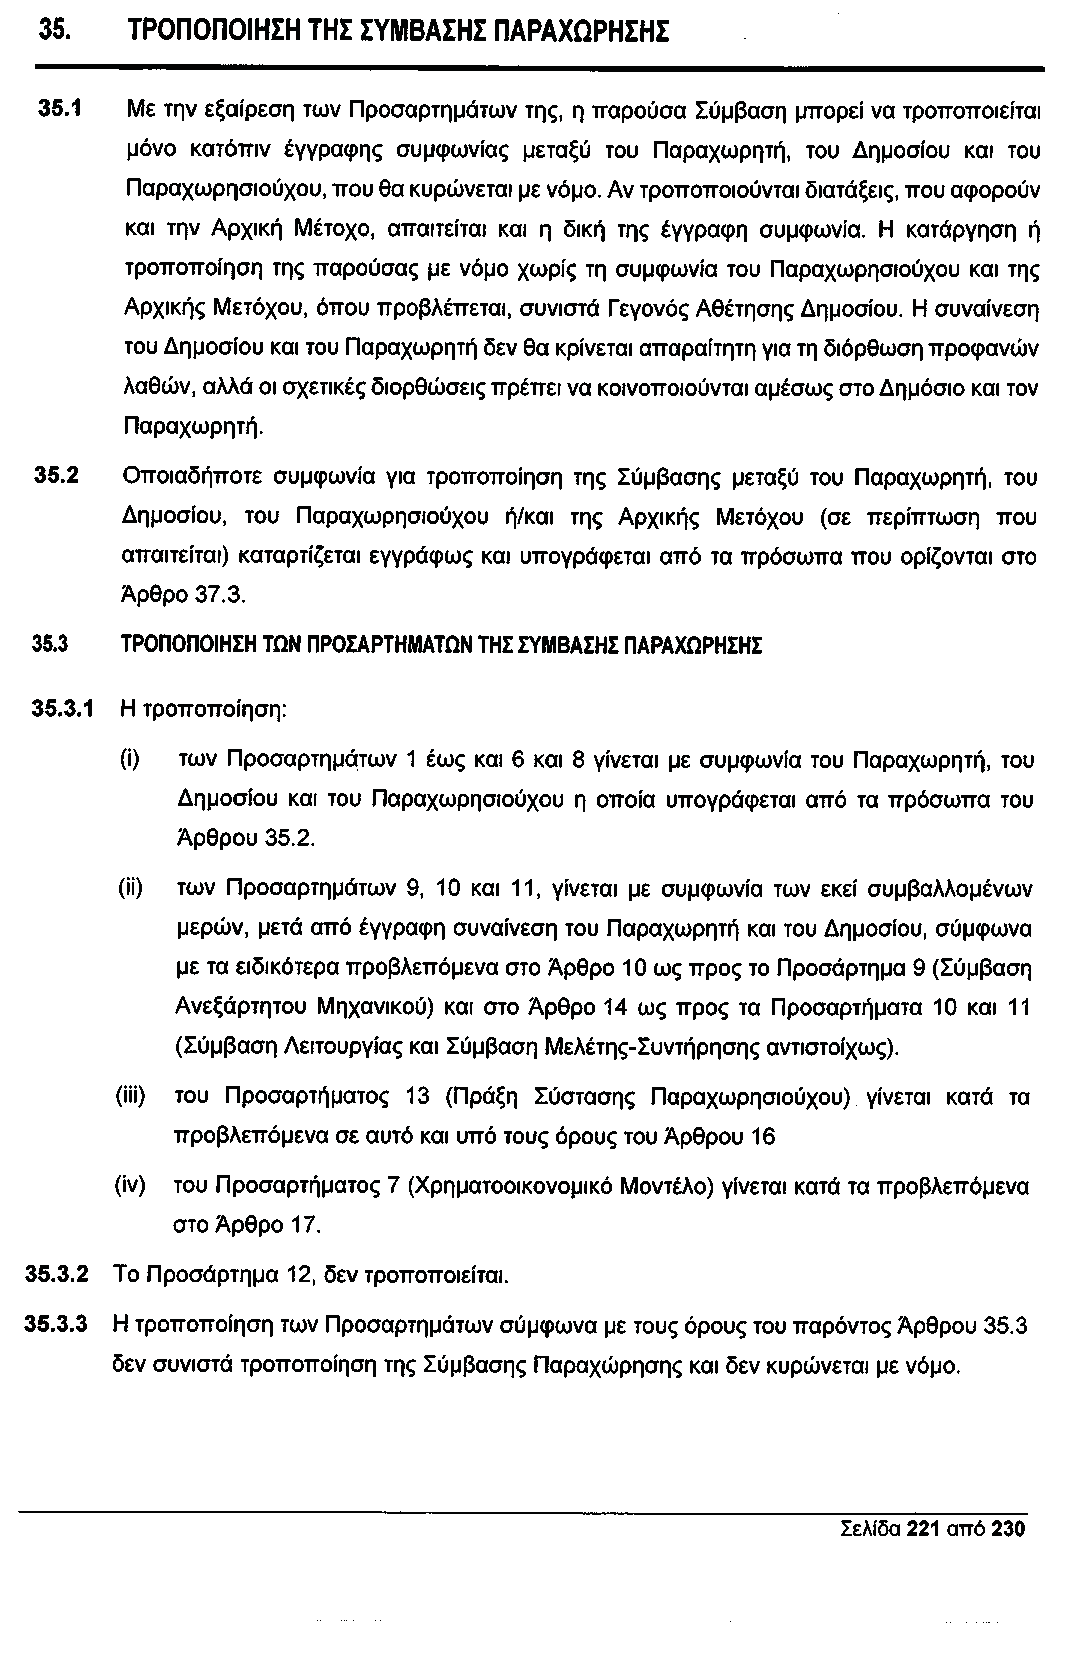 35. ΤΡΟΠΟΠΟΙΗΣΗ ΤΗΣ ΣΥΜΒΑΣΗΣ ΠΑΡΑΧΩΡΗΣΗΣ
35.1 Με την εξαίρεση των Προσαρτημάτων της, η παρούσα Σύμβαση μπορεί να τροποποιείται
μόνο κατόπιν έγγραφης συμφωνίας μεταξύ του Παραχωρητή, του Δημοσίου και του
Παραχωρησιούχου, που θα κυρώνεται με νόμο. Αν τροποποιούνται διατάξεις, που αφορούν
και την Αρχική Μέτοχο, απαιτείται και η δική της έγγραφη συμφωνία. Η κατάργηση ή
τροποποίηση της παρούσας με νόμο χωρίς τη συμφωνία του Παραχωρησιούχου και της
Αρχικής Μετόχου, όπου προβλέπεται, συνιστά Γεγονός Αθέτησης Δημοσίου. Η συναίνεση
του Δημοσίου και του Παραχωρητή δεν θα κρίνεται απαραίτητη για τη διόρθωση προφανών
λαθών, αλλά οι σχετικές διορθώσεις πρέπει να κοινοποιούνται αμέσως στο Δημόσιο και τον
Παραχωρητή.
35.2 Οποιαδήποτε συμφωνία για τροποποίηση της Σύμβασης μεταξύ του Παραχωρητή, του
Δημοσίου, του Παραχωρησιούχου ή/και της Αρχικής Μετόχου (σε περίπτωση που
απαιτείται) καταρτίζεται εγγράφως και υπογράφεται από τα πρόσωπα που ορίζονται στο
Άρθρο 37.3.
35.3 ΤΡΟΠΟΠΟΙΗΣΗ ΤΩΝ ΠΡΟΣΑΡΤΗΜΑΤΩΝ ΤΗΣ ΣΥΜΒΑΣΗΣ ΠΑΡΑΧΩΡΗΣΗΣ
35.3.1 Η τροποποίηση:
(i) των Προσαρτημάτων 1 έως και 6 και 8 γίνεται με συμφωνία του Παραχωρητή, του
Δημοσίου και του Παραχωρησιούχου η οποία υπογράφεται από τα πρόσωπα του
Άρθρου 35.2.
(ii) των Προσαρτημάτων 9, 10 και 11, γίνεται με συμφωνία των εκεί συμβαλλομένων
μερών, μετά από έγγραφη συναίνεση του Παραχωρητή και του Δημοσίου, σύμφωνα
με τα ειδικότερα προβλεπόμενα στο Άρθρο 10 ως προς το Προσάρτημα 9 (Σύμβαση
Ανεξάρτητου Μηχανικού) και στο Άρθρο 14 ως προς τα Προσαρτήματα 10 και 11
(Σύμβαση Λειτουργίας και Σύμβαση Μελέτης-Συντήρησης αντιστοίχως).
(iii) του Προσαρτήματος 13 (Πράξη Σύστασης Παραχωρησιούχου) γίνεται κατά τα
προβλεπόμενα σε αυτό και υπό τους όρους του Άρθρου 16
(iv) του Προσαρτήματος 7 (Χρηματοοικονομικό Μοντέλο) γίνεται κατά τα προβλεπόμενα
στο Άρθρο 17.
35.3.2 Το Προσάρτημα 12, δεν τροποποιείται.
35.3.3 Η τροποποίηση των Προσαρτημάτων σύμφωνα με τους όρους του παρόντος Άρθρου 35.3
δεν συνιστά τροποποίηση της Σύμβασης Παραχώρησης και δεν κυρώνεται με νόμο.
Σελίδα 221 από 230